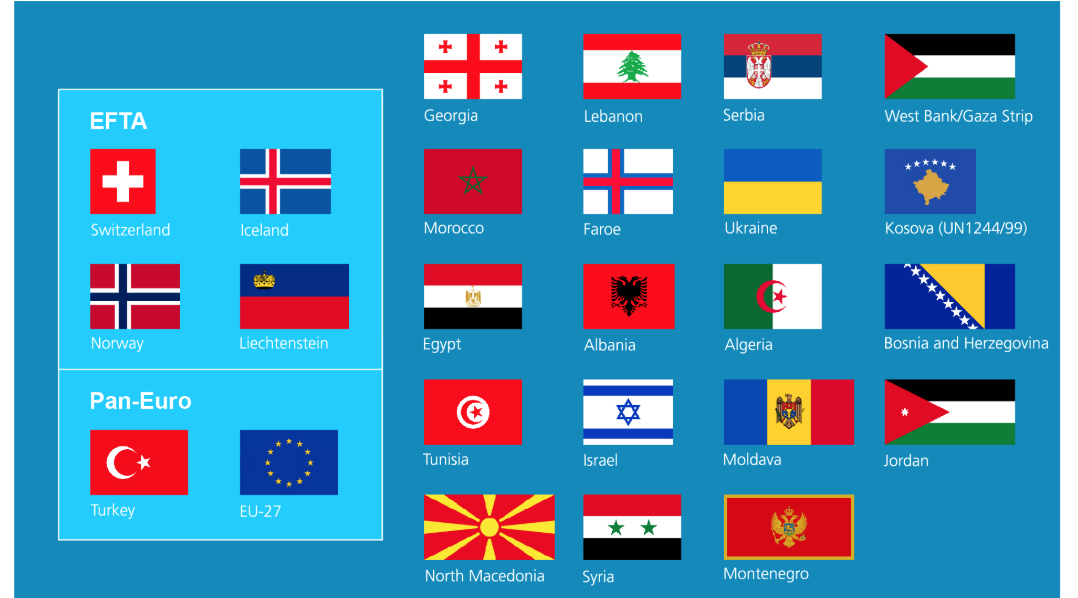 EFTA
Switzerland
Iceland
Norway
Liechtenstein
Pan-Euro
Turkey
EU-27
Georgia
Lebanon
Serbia
West Bank/Gaza Strip
Morocco
Faroe
Ukraine
Kosova (UN1244/99)
Egypt
Albania
Algeria
Bosnia and Herzegovina
Tunisia
Israel
Moldava
Jordan
North Macedonia
Syria
Montenegro